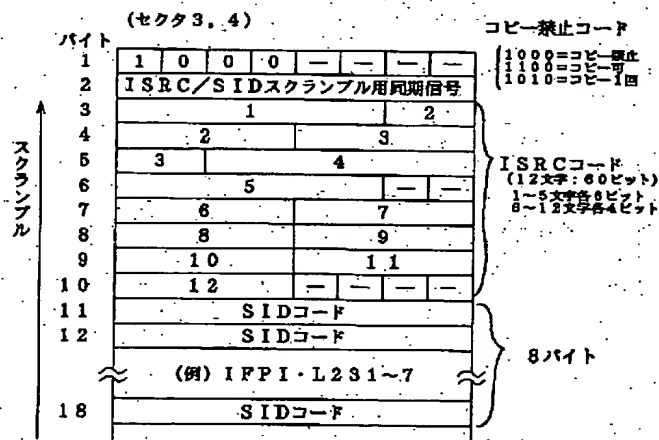 (セクタ3, 4)
コピー禁止コード
バイト
1000=コピー禁止
1100=コピー可
1010=コピー1回
1 1 0 0 0 － － － －
2 ISRC/SIDスクランブル用同期信号
3 1 2
4 2 3
5 3 4
6 5 － －
7 6 7
8 8 9
9 10 11
10 12 － － － －
11 SIDコード
12 SIDコード
(例) IFPI・L231~7
18 SIDコード
スクランブル
ISRCコード
(12文字:60ビット)
1~5文字各6ビット
6~12文字各4ビット
8バイト